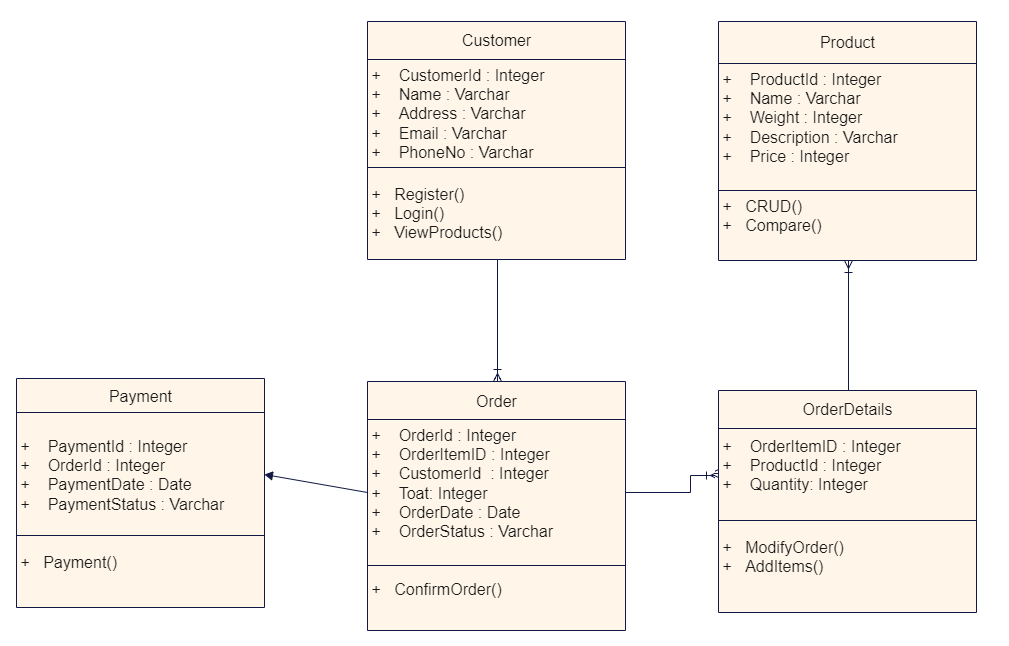 Customer
+ CustomerId : Integer
+ Name : Varchar
+ Address : Varchar
+ Email : Varchar
+ PhoneNo : Varchar
+ Register()
+ Login()
+ ViewProducts()
Product
+ ProductId : Integer
+ Name : Varchar
+ Weight : Integer
+ Description : Varchar
+ Price : Integer
+ CRUD()
+ Compare()
Payment
+ PaymentId : Integer
+ OrderId : Integer
+ PaymentDate : Date
+ PaymentStatus : Varchar
+ Payment()
Order
+ OrderId : Integer
+ OrderItemID : Integer
+ CustomerId : Integer
+ Toat: Integer
+ OrderDate : Date
+ OrderStatus : Varchar
+ ConfirmOrder()
OrderDetails
+ OrderItemID : Integer
+ ProductId : Integer
+ Quantity: Integer
+ ModifyOrder()
+ AddItems()